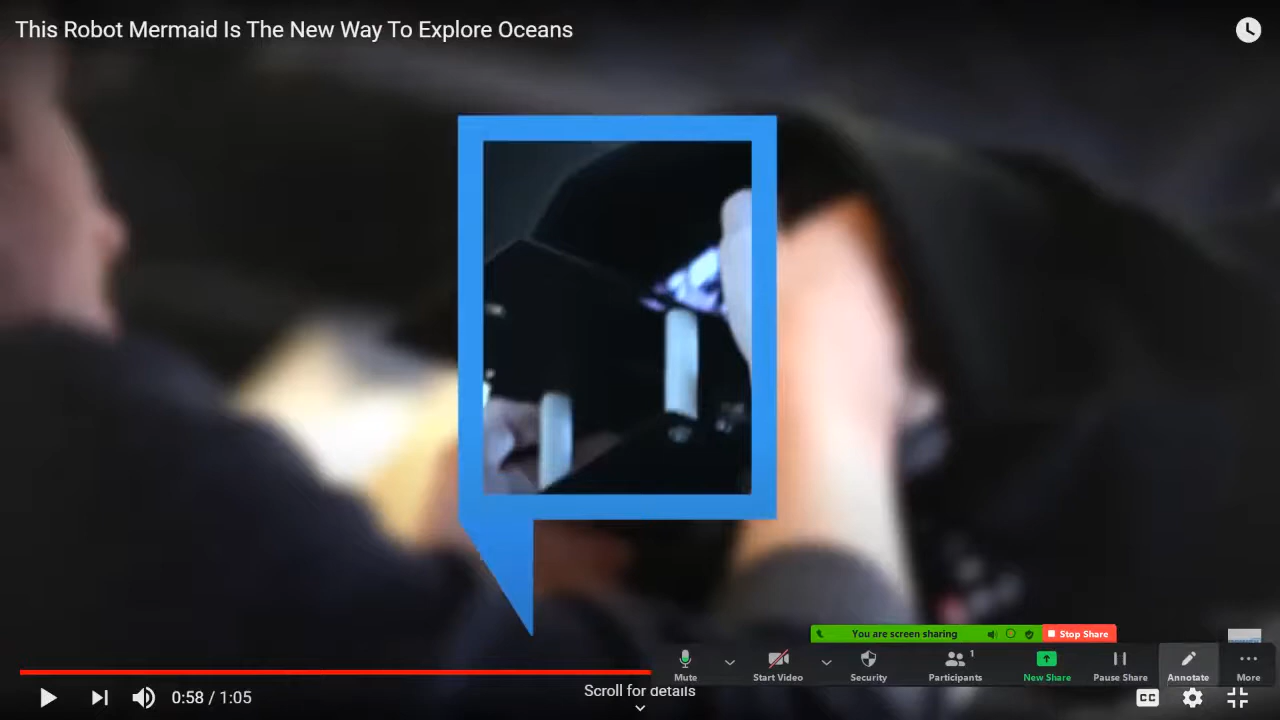 This Robot Mermaid Is The New Way To Explore Oceans
You are screen sharing
Stop Share
1
Mute
Start Video
Security
Participants
New Share
Pause Share
Annotate
More
Scroll for details
0:58 / 1:05
CC